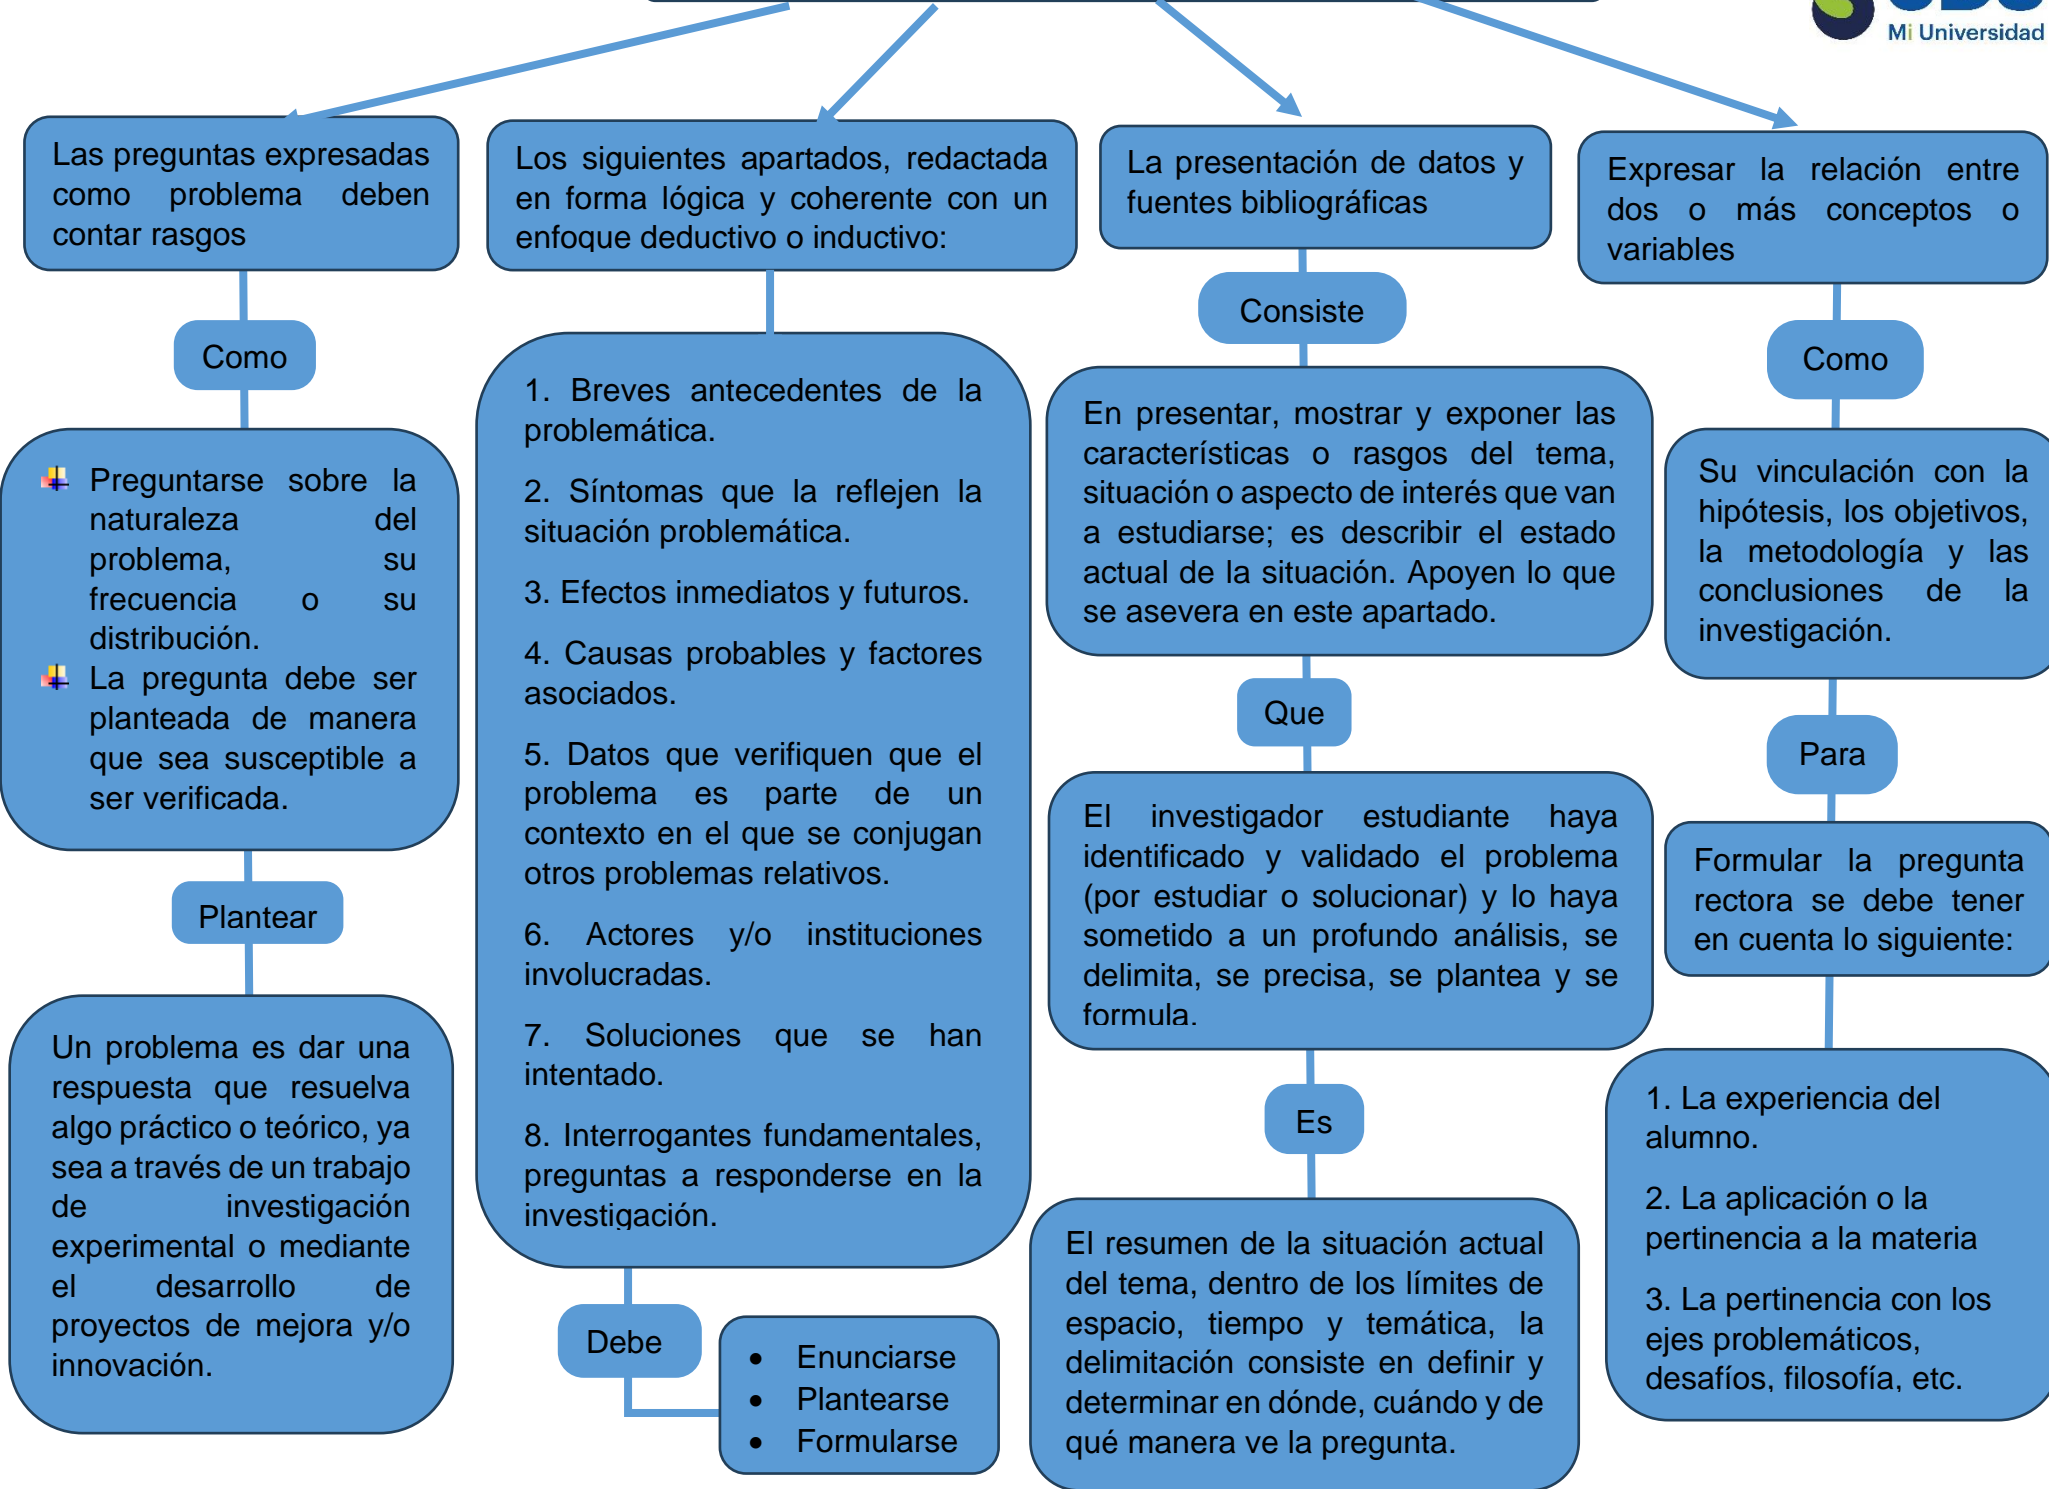 Mi Universidad
Las preguntas expresadas
como problema deben
contar rasgos
Como
Preguntarse sobre la
naturaleza del
problema, su
frecuencia o su
distribución.
La pregunta debe ser
planteada de manera
que sea susceptible a
ser verificada.
Plantear
Un problema es dar una
respuesta que resuelva
algo práctico o teórico, ya
sea a través de un trabajo
de investigación
experimental o mediante
el desarrollo de
proyectos de mejora y/o
innovación.
Los siguientes apartados, redactada
en forma lógica y coherente con un
enfoque deductivo o inductivo:
1. Breves antecedentes de la
problemática.
2. Síntomas que la reflejen la
situación problemática.
3. Efectos inmediatos y futuros.
4. Causas probables y factores
asociados.
5. Datos que verifiquen que el
problema es parte de un
contexto en el que se conjugan
otros problemas relativos.
6. Actores y/o instituciones
involucradas.
7. Soluciones que se han
intentado.
8. Interrogantes fundamentales,
preguntas a responderse en la
investigación.
Debe
• Enunciarse
• Plantearse
• Formularse
La presentación de datos y
fuentes bibliográficas
Consiste
En presentar, mostrar y exponer las
características o rasgos del tema,
situación o aspecto de interés que van
a estudiarse; es describir el estado
actual de la situación. Apoyen lo que
se asevera en este apartado.
Que
El investigador estudiante haya
identificado y validado el problema
(por estudiar o solucionar) y lo haya
sometido a un profundo análisis, se
delimita, se precisa, se plantea y se
formula.
Es
El resumen de la situación actual
del tema, dentro de los límites de
espacio, tiempo y temática, la
delimitación consiste en definir y
determinar en dónde, cuándo y de
qué manera ve la pregunta.
Expresar la relación entre
dos o más conceptos o
variables
Como
Su vinculación con la
hipótesis, los objetivos,
la metodología y las
conclusiones de la
investigación.
Para
Formular la pregunta
rectora se debe tener
en cuenta lo siguiente:
1. La experiencia del
alumno.
2. La aplicación o la
pertinencia a la materia
3. La pertinencia con los
ejes problemáticos,
desafíos, filosofía, etc.